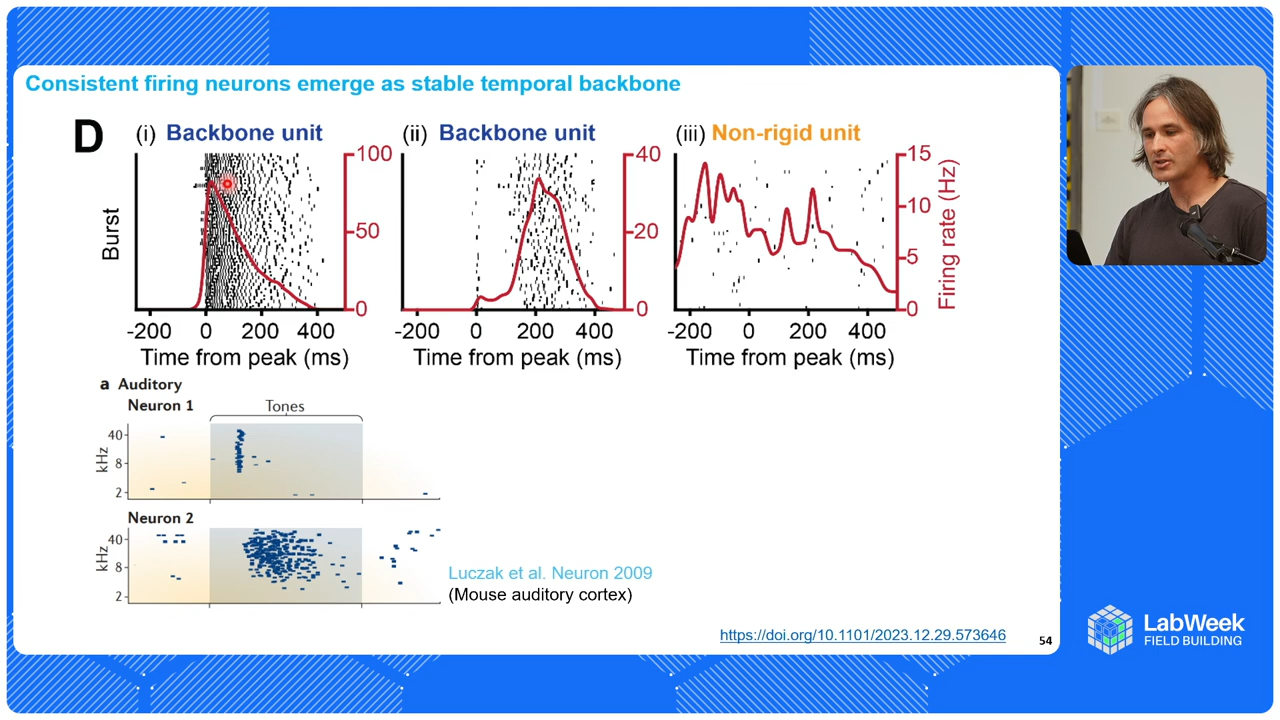 Consistent firing neurons emerge as stable temporal backbone
D
(i) Backbone unit
(ii) Backbone unit
(iii) Non-rigid unit
Burst
100
50
0
40
20
0
15
10
5
0
Firing rate (Hz)
-200 0 200 400
-200 0 200 400
-200 0 200 400
Time from peak (ms)
Time from peak (ms)
Time from peak (ms)
a Auditory
Neuron 1
Tones
kHz
40
8
2
Neuron 2
kHz
40
8
2
Luczak et al. Neuron 2009
(Mouse auditory cortex)
https://doi.org/10.1101/2023.12.29.573646
54
LabWeek
FIELD BUILDING